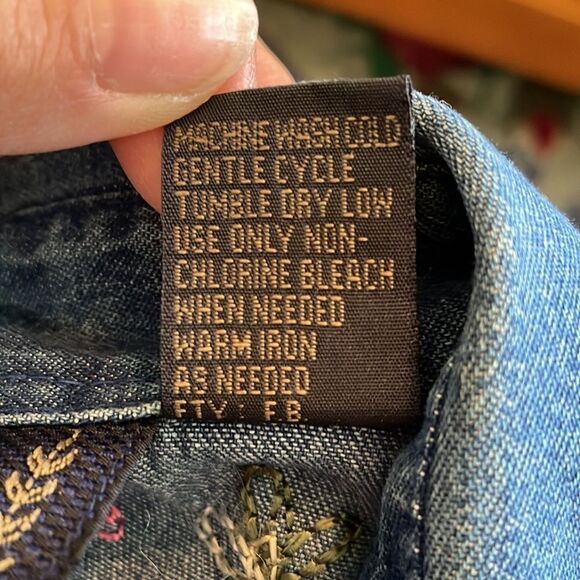 MACHINE WASH COLD
GENTLE CYCLE
TUMBLE DRY LOW
USE ONLY NON-
CHLORINE BLEACH
WHEN NEEDED
WARM IRON
AS NEEDED
FTY: FB